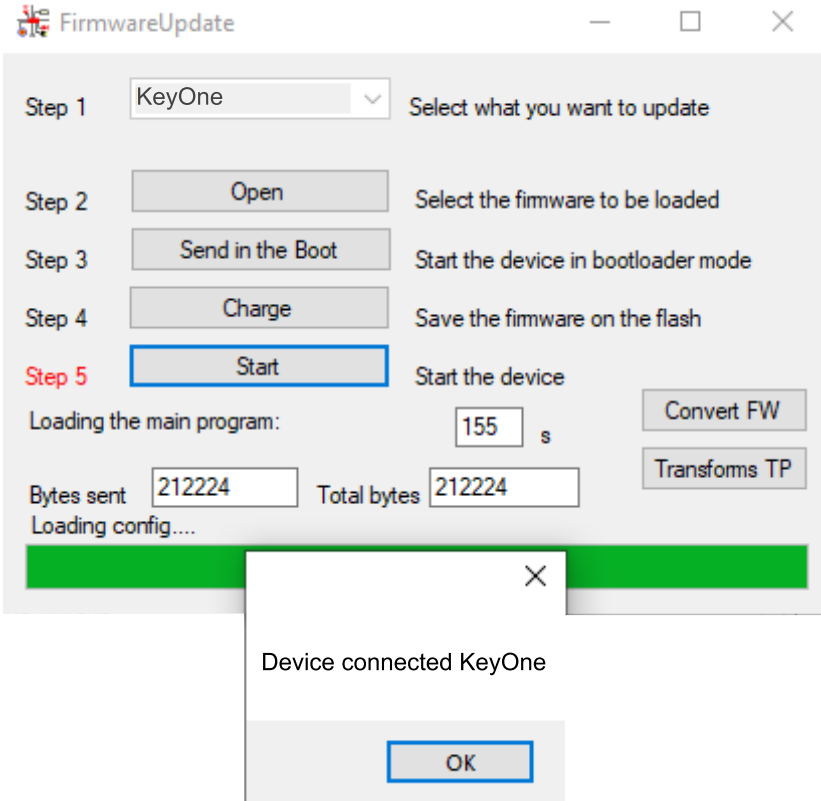 FirmwareUpdate
Step 1 KeyOne Select what you want to update
Step 2 Open Select the firmware to be loaded
Step 3 Send in the Boot Start the device in bootloader mode
Step 4 Charge Save the firmware on the flash
Step 5 Start Start the device
Loading the main program: 155 s Convert FW
Transforms TP
Bytes sent 212224 Total bytes 212224
Loading config....
Device connected KeyOne
OK